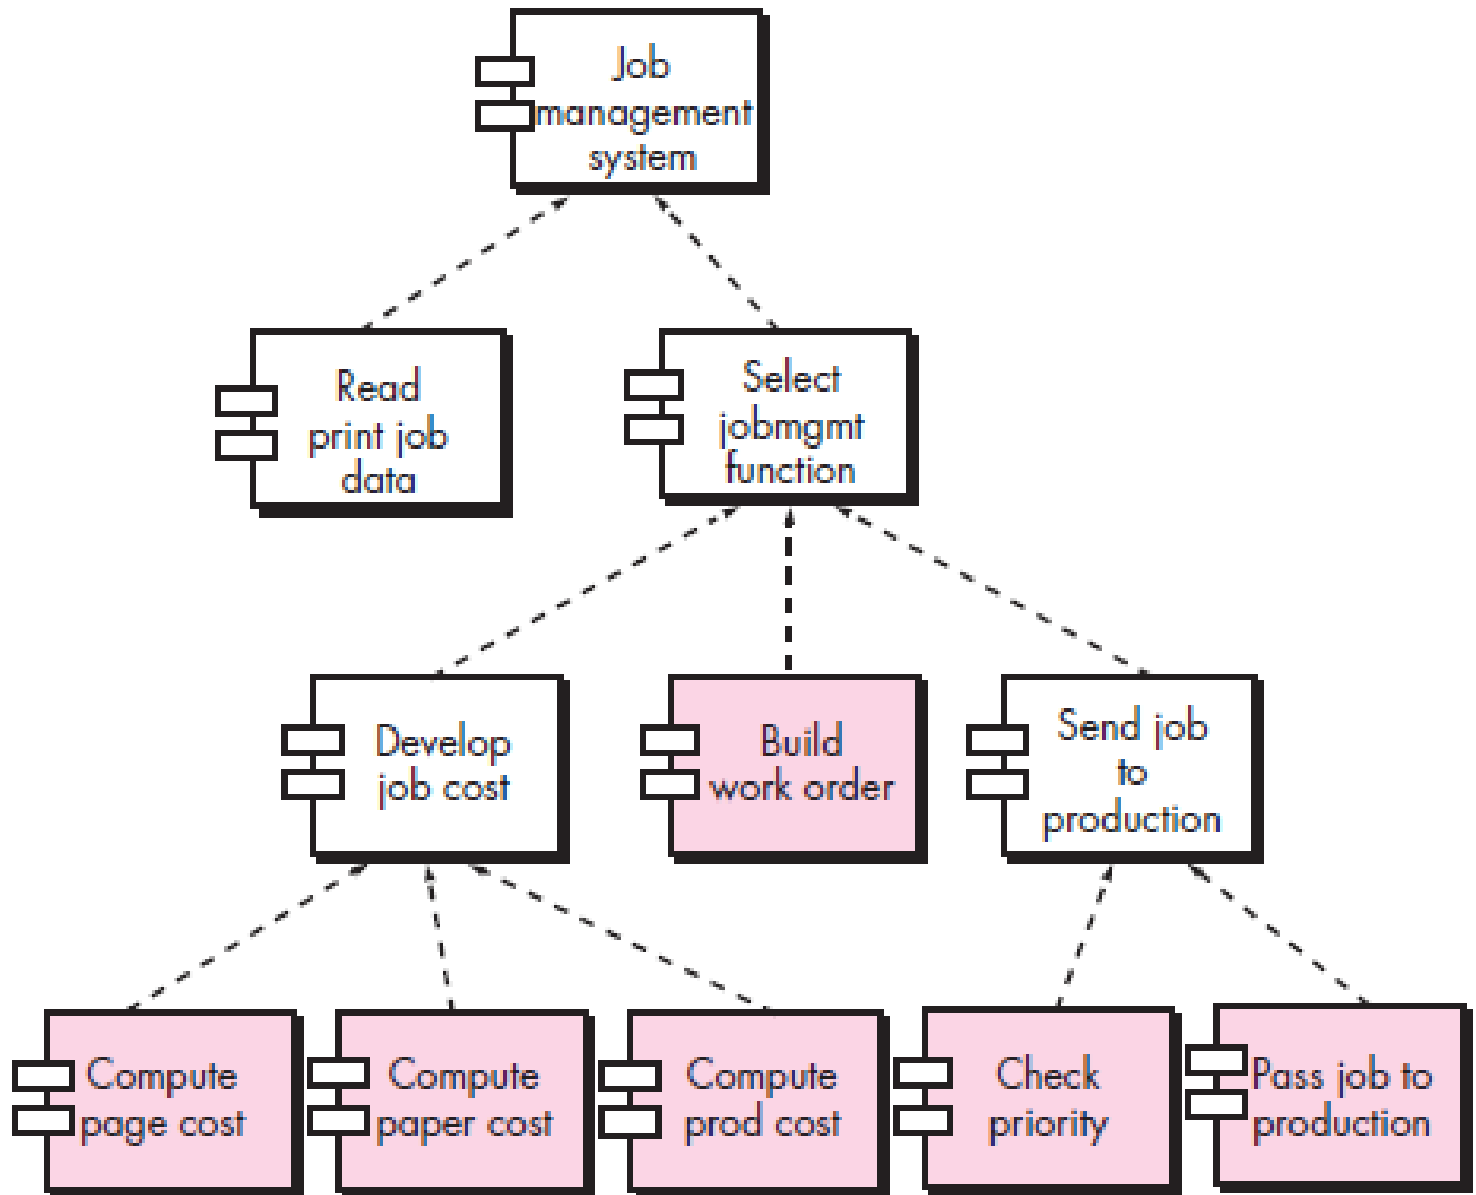 Job
management
system
Read
print job
data
Select
jobmgmt
function
Develop
job cost
Build
work order
Send job
to
production
Compute
page cost
Compute
paper cost
Compute
prod cost
Check
priority
Pass job to
production